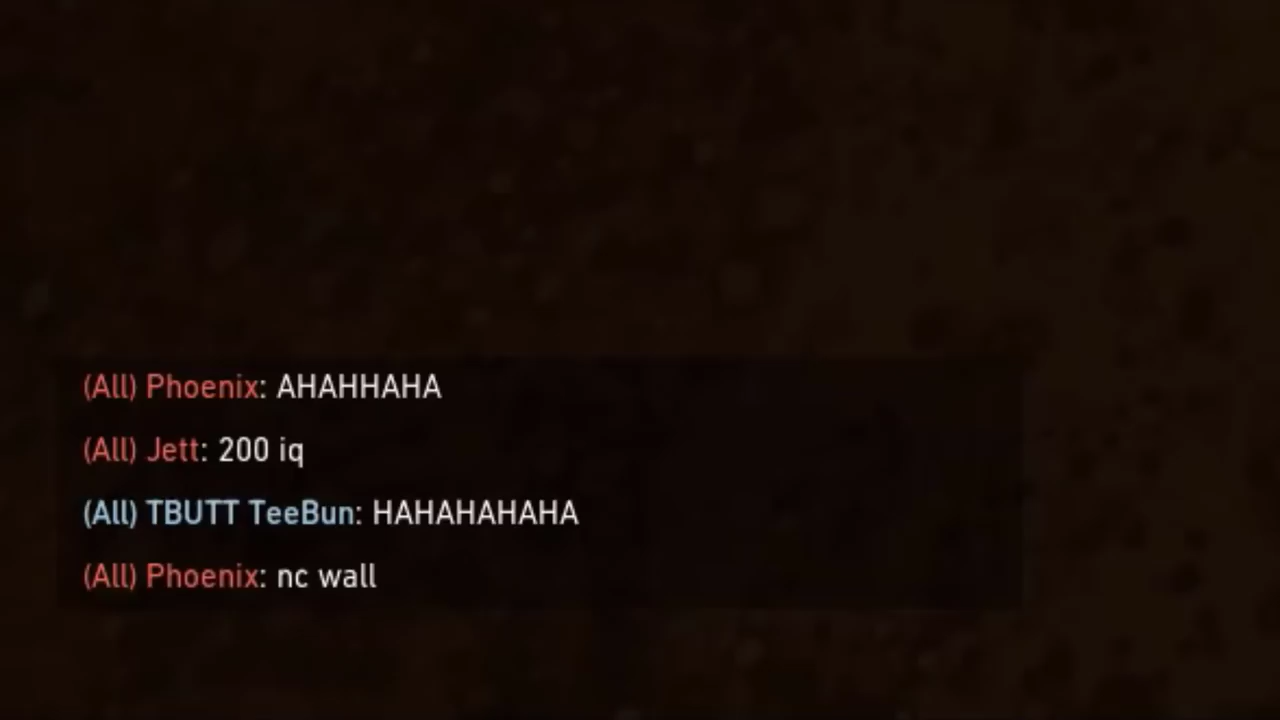 (All) Phoenix: AHAHHAHA
(All) Jett: 200 iq
(All) TBUTT TeeBun: HAHAHAHAHA
(All) Phoenix: nc wall